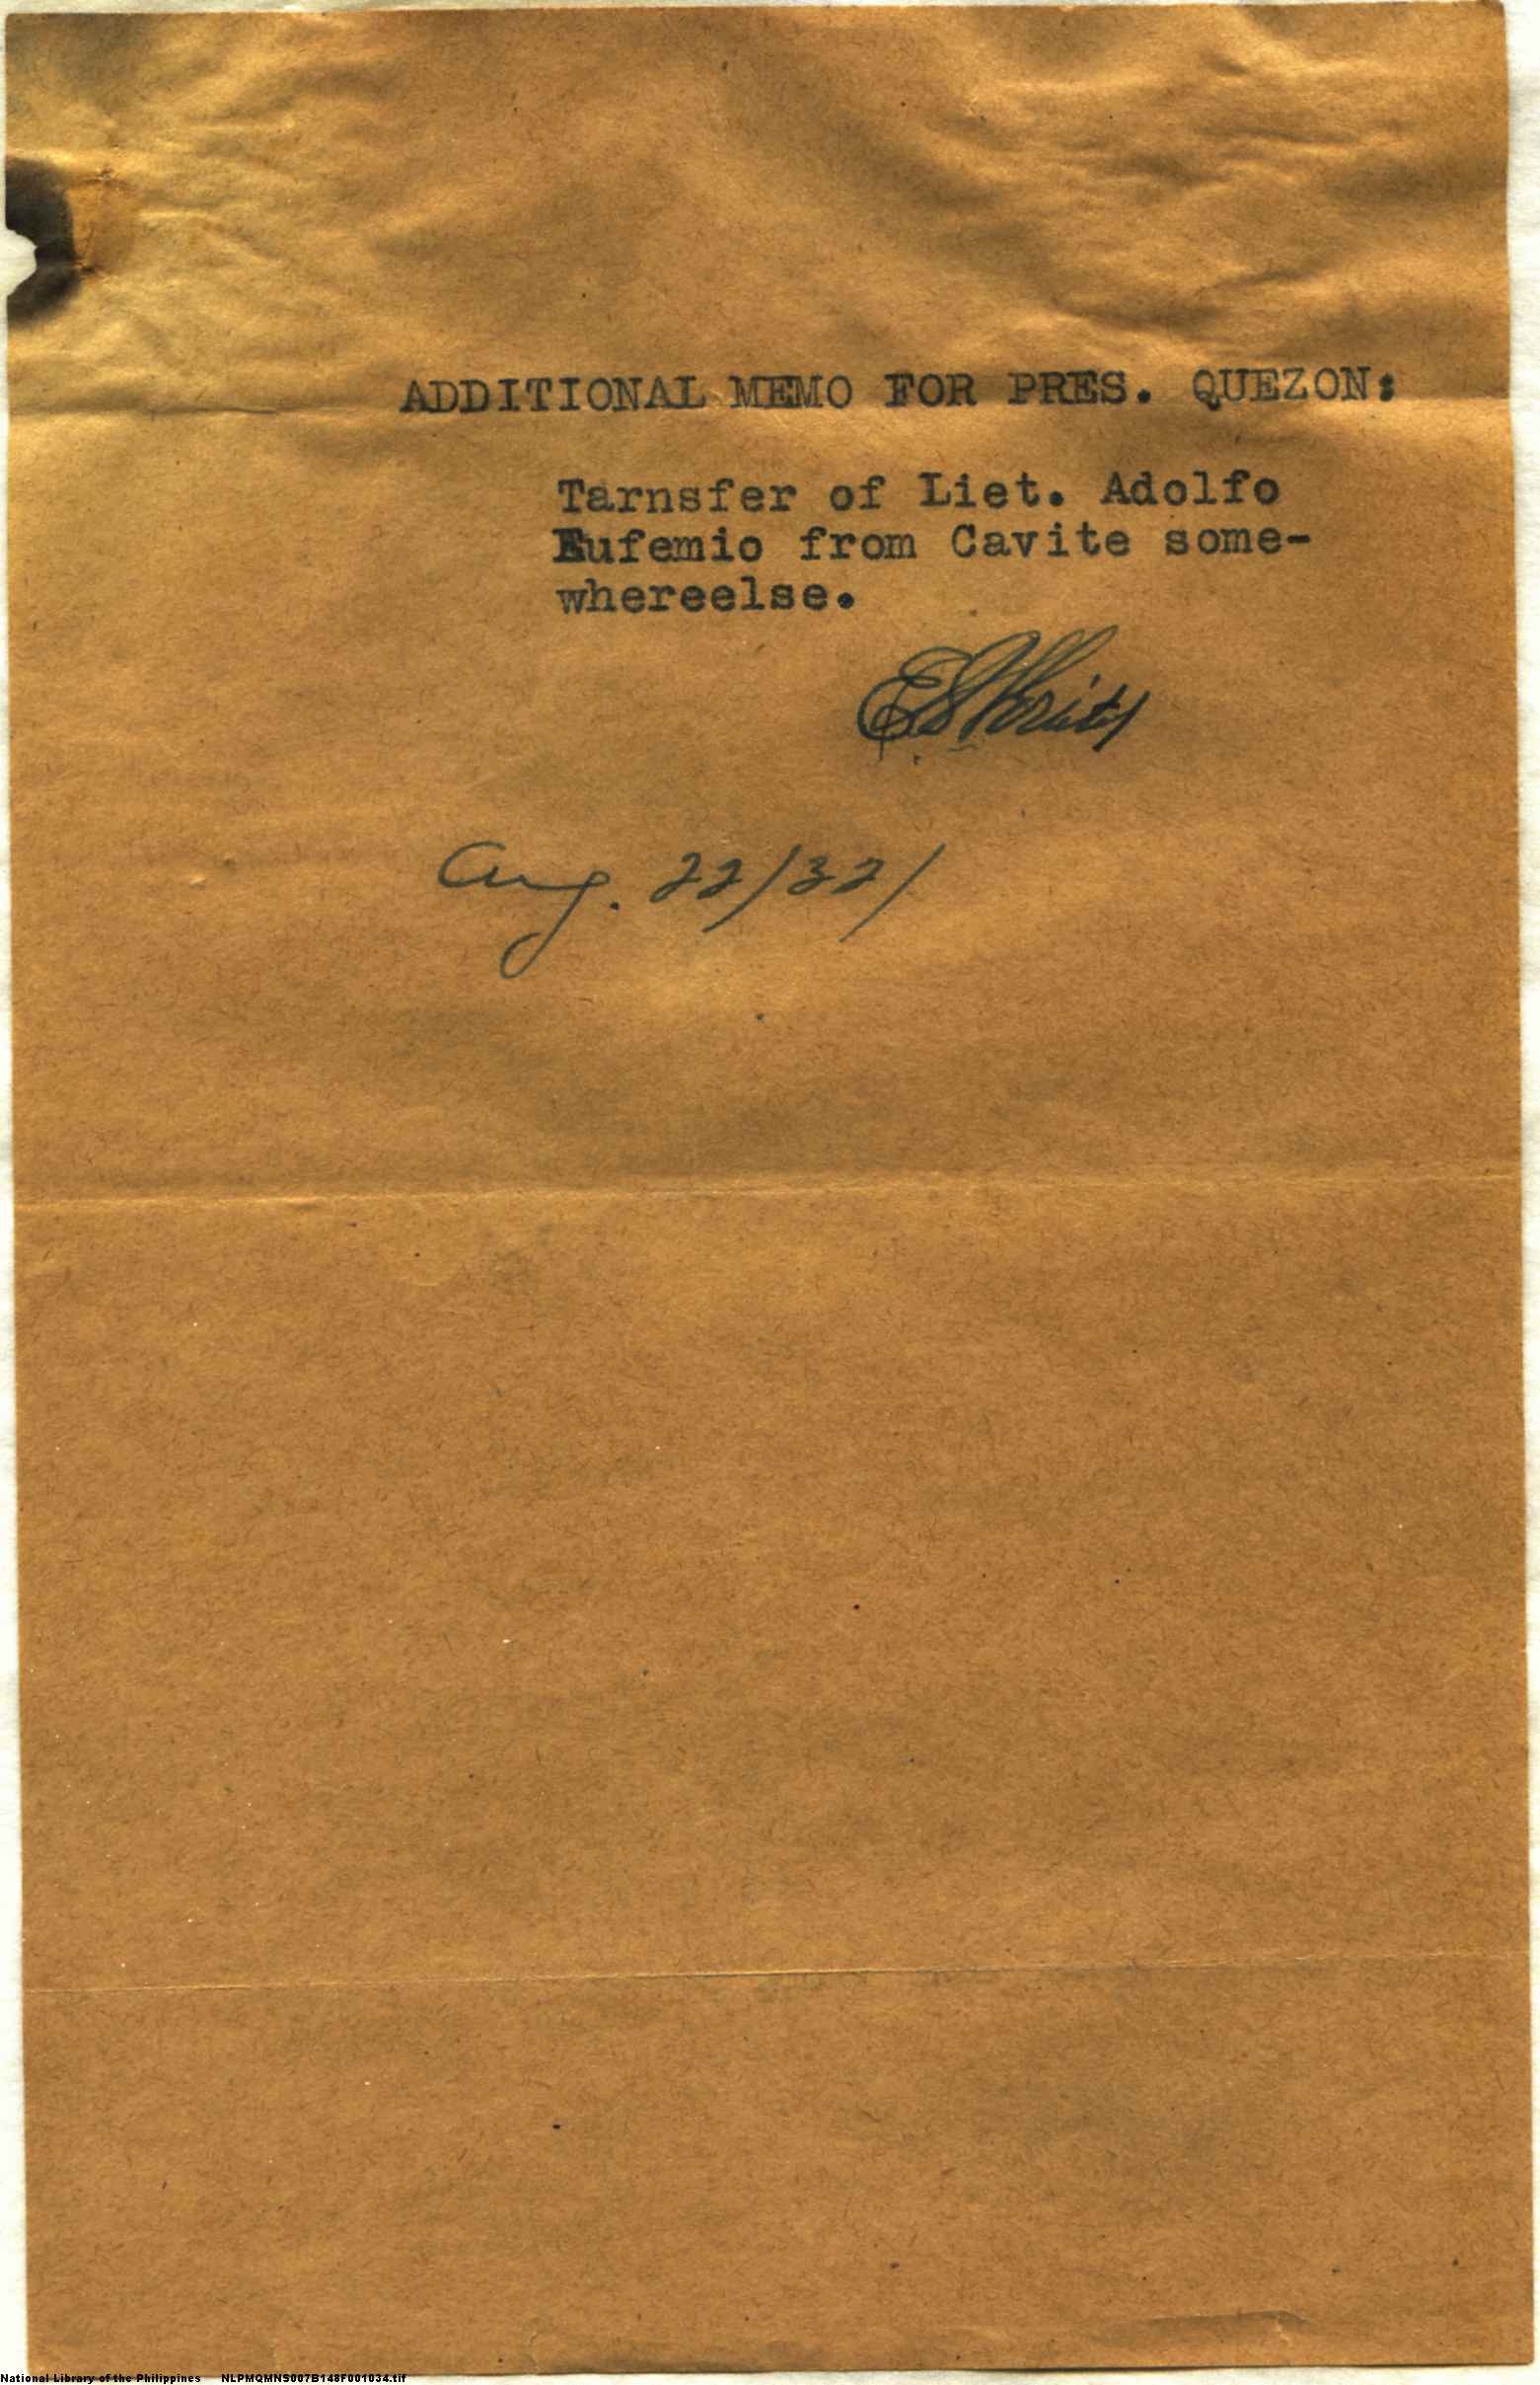 ADDITIONAL MEMO FOR PRES. QUEZON:
Tarnsfer of Liet. Adolfo
Eufemio from Cavite some-
whereelse.
Aug. 22/32/
National Library of the Philippines NLPMQMNS007B148F001034.tif